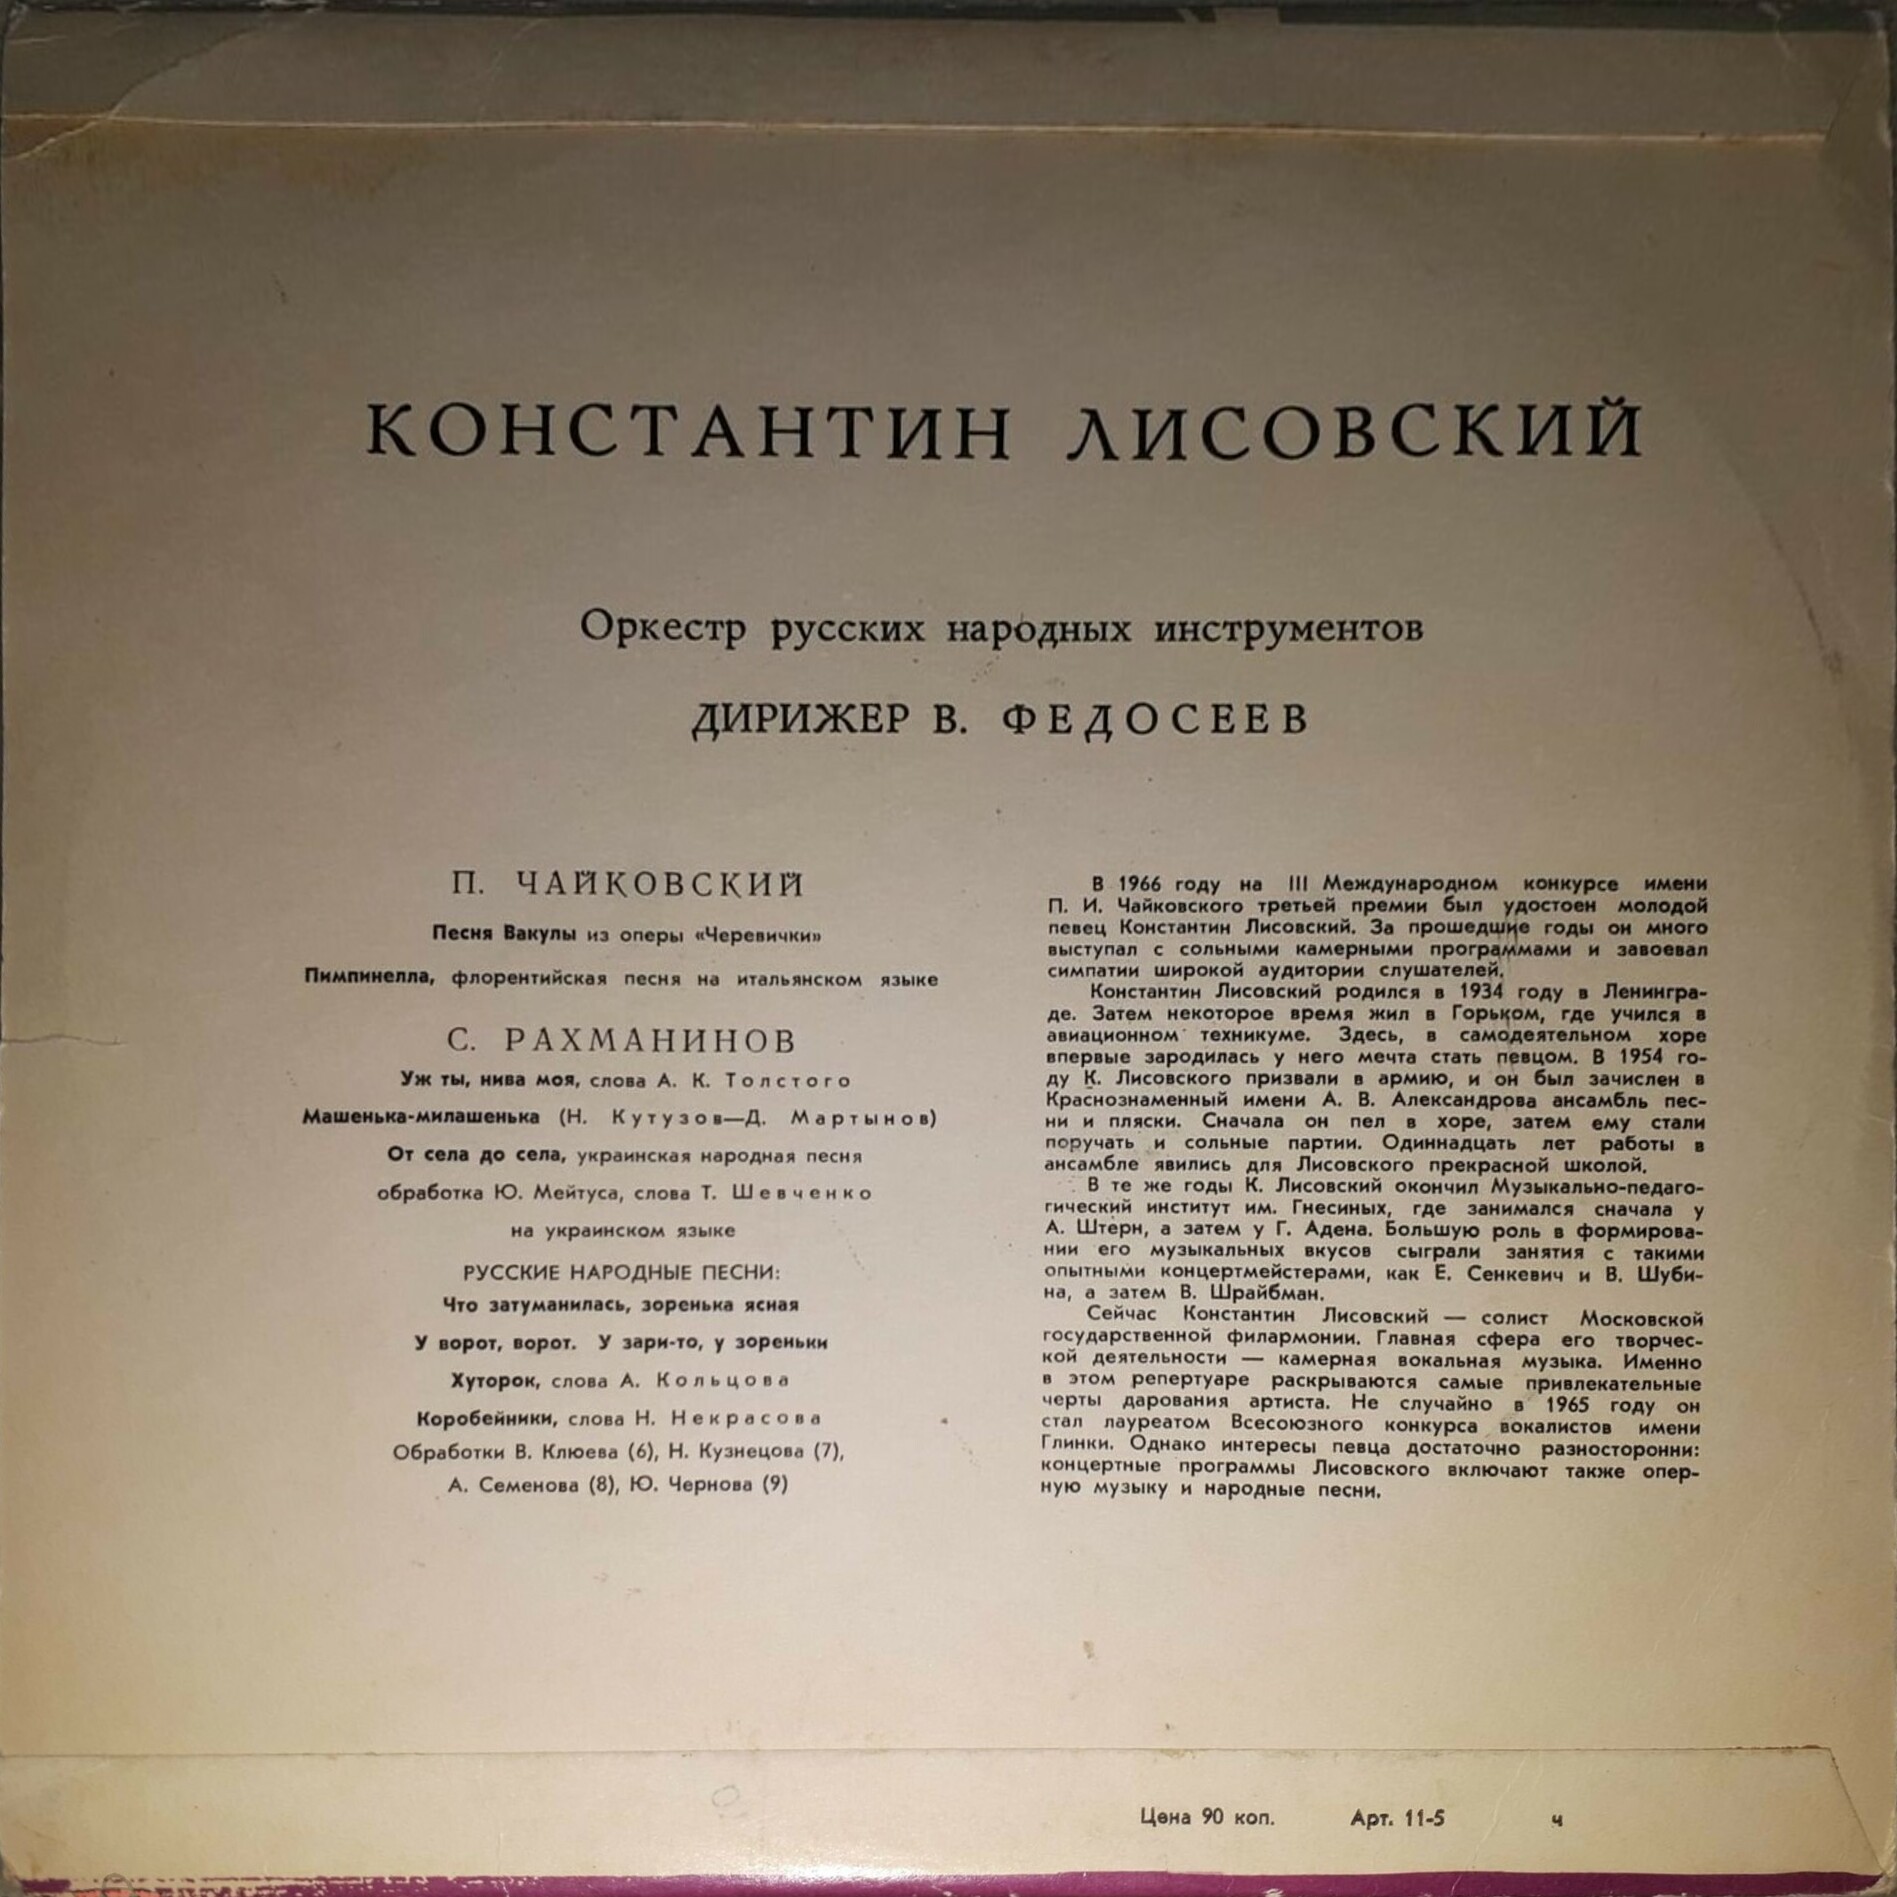 КОНСТАНТИН ЛИСОВСКИЙ
Оркестр русских народных инструментов
ДИРИЖЕР В. ФЕДОСЕЕВ
П. ЧАЙКОВСКИЙ
Песня Вакулы из оперы «Черевички»
Пимпинелла, флорентийская песня на итальянском языке
С. РАХМАНИНОВ
Уж ты, нива моя, слова А. К. Толстого
Машенька-милашенька (Н. Кутузов—Д. Мартынов)
От села до села, украинская народная песня
обработка Ю. Мейтуса, слова Т. Шевченко
на украинском языке
РУССКИЕ НАРОДНЫЕ ПЕСНИ:
Что затуманилась, зоренька ясная
У ворот, ворот. У зари-то, у зореньки
Хуторок, слова А. Кольцова
Коробейники, слова Н. Некрасова
Обработки В. Клюева (6), Н. Кузнецова (7),
А. Семенова (8), Ю. Чернова (9)
В 1966 году на III Международном конкурсе имени
П. И. Чайковского третьей премии был удостоен молодой
певец Константин Лисовский. За прошедшие годы он много
выступал с сольными камерными программами и завоевал
симпатии широкой аудитории слушателей.
Константин Лисовский родился в 1934 году в Ленингра-
де. Затем некоторое время жил в Горьком, где учился в
авиационном техникуме. Здесь, в самодеятельном хоре
впервые зародилась у него мечта стать певцом. В 1954 го-
ду К. Лисовского призвали в армию, и он был зачислен в
Краснознаменный имени А. В. Александрова ансамбль пес-
ни и пляски. Сначала он пел в хоре, затем ему стали
поручать и сольные партии. Одиннадцать лет работы в
ансамбле явились для Лисовского прекрасной школой.
В те же годы К. Лисовский окончил Музыкально-педаго-
гический институт им. Гнесиных, где занимался сначала у
А. Штерн, а затем у Г. Адена. Большую роль в формирова-
нии его музыкальных вкусов сыграли занятия с такими
опытными концертмейстерами, как Е. Сенкевич и В. Шуби-
на, а затем В. Шрайбман.
Сейчас Константин Лисовский — солист Московской
государственной филармонии. Главная сфера его творчес-
кой деятельности — камерная вокальная музыка. Именно
в этом репертуаре раскрываются самые привлекательные
черты дарования артиста. Не случайно в 1965 году он
стал лауреатом Всесоюзного конкурса вокалистов имени
Глинки. Однако интересы певца достаточно разносторонни:
концертные программы Лисовского включают также опер-
ную музыку и народные песни.
Цена 90 коп. Арт. 11-5 ч